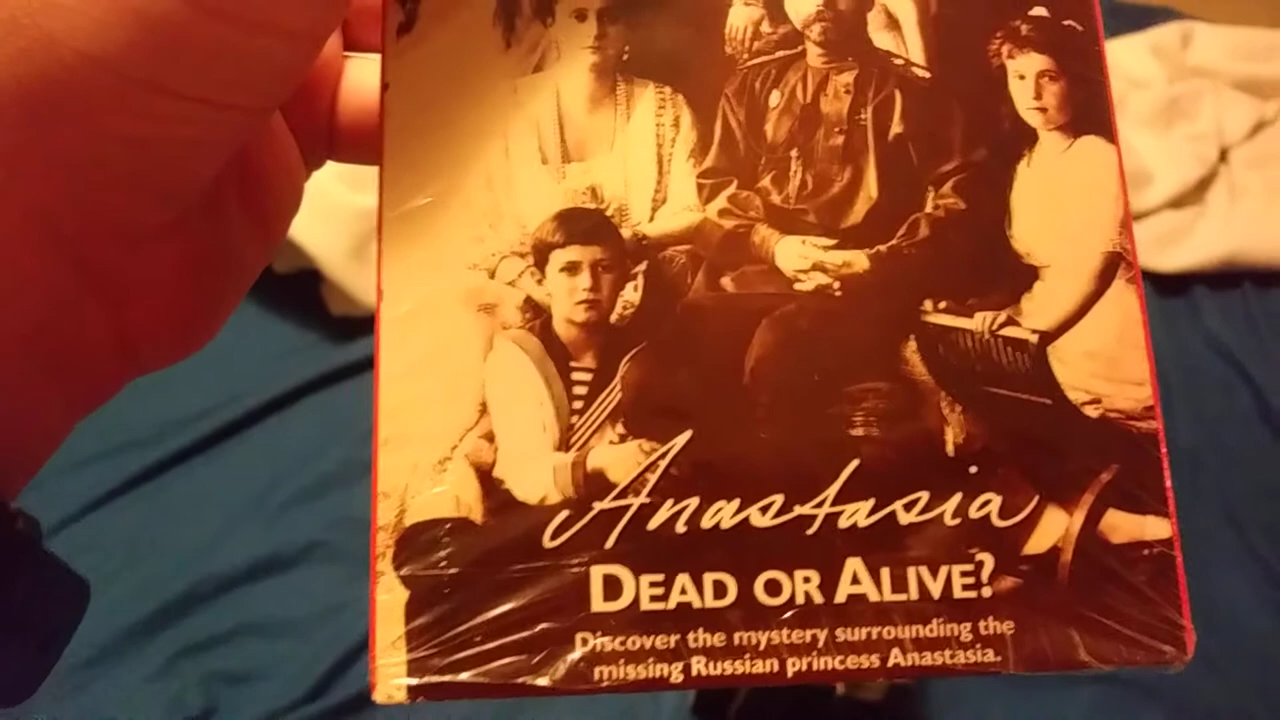 Anastasia
DEAD OR ALIVE?
Discover the mystery surrounding the
missing Russian princess Anastasia.